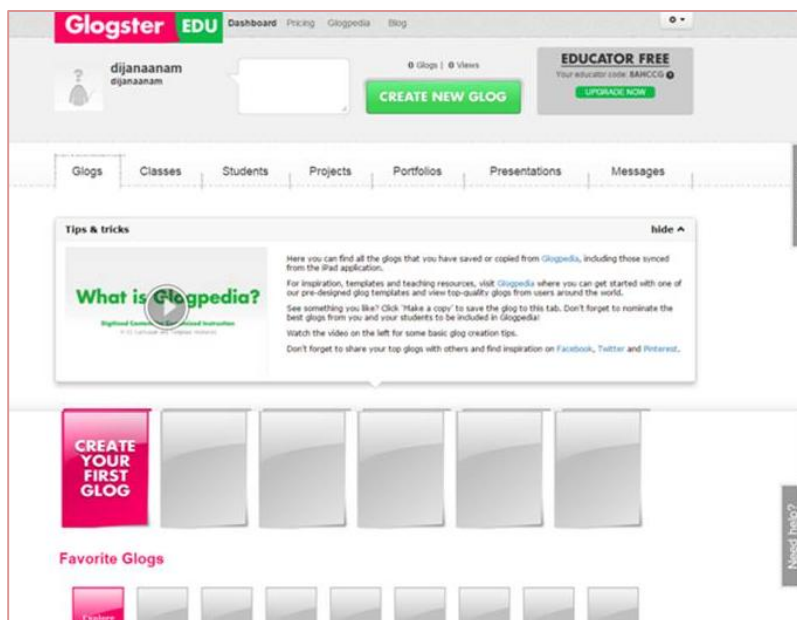 Glogster EDU Dashboard Pricing Glogpedia Blog
dijanaanam
dijanaanam
0 Glogs | 0 Views
CREATE NEW GLOG
EDUCATOR FREE
Your educator code: 8AHCCG
UPGRADE NOW
Glogs Classes Students Projects Portfolios Presentations Messages
Tips & tricks hide
What is Glogpedia?
Here you can find all the glogs that you have saved or copied from Glogpedia, including those synced
from the iPad application.
For inspiration, templates and teaching resources, visit Glogpedia where you can get started with one of
our pre-designed glog templates and view top-quality glogs from users around the world.
See something you like? Click 'Make a copy' to save the glog to this tab. Don't forget to nominate the
best glogs from you and your students to be included in Glogpedia!
Watch the video on the left for some basic glog creation tips.
Don't forget to share your top glogs with others and find inspiration on Facebook, Twitter and Pinterest.
CREATE
YOUR
FIRST
GLOG
Need help?
Favorite Glogs
Explore